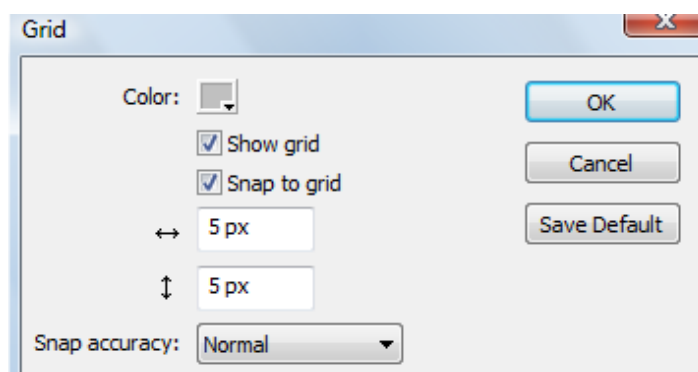 Grid
Color:
OK
Show grid
Cancel
Snap to grid
5 px
Save Default
5 px
Snap accuracy: Normal